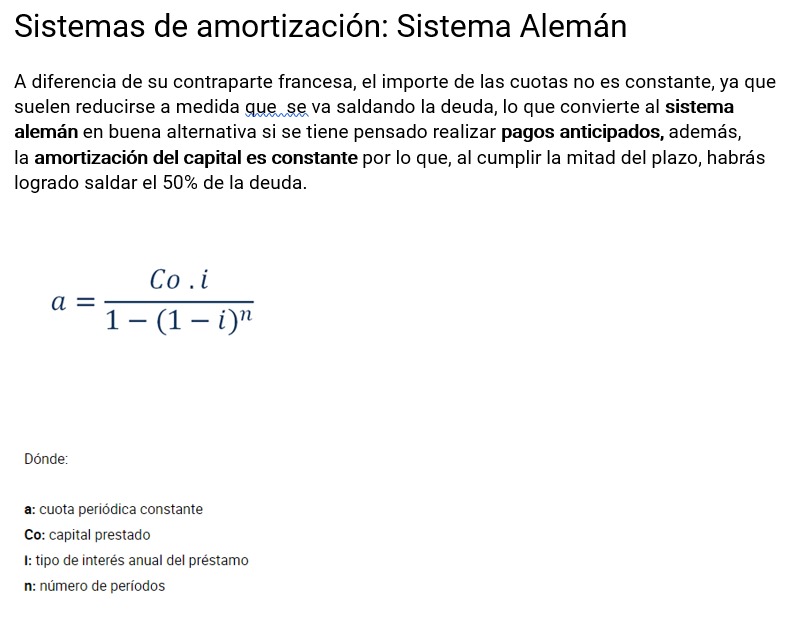 Sistemas de amortización: Sistema Alemán
A diferencia de su contraparte francesa, el importe de las cuotas no es constante, ya que
suelen reducirse a medida que se va saldando la deuda, lo que convierte al sistema
alemán en buena alternativa si se tiene pensado realizar pagos anticipados, además,
la amortización del capital es constante por lo que, al cumplir la mitad del plazo, habrás
logrado saldar el 50% de la deuda.
a = Co . i / 1 − (1 − i)ⁿ
Dónde:
a: cuota periódica constante
Co: capital prestado
I: tipo de interés anual del préstamo
n: número de períodos